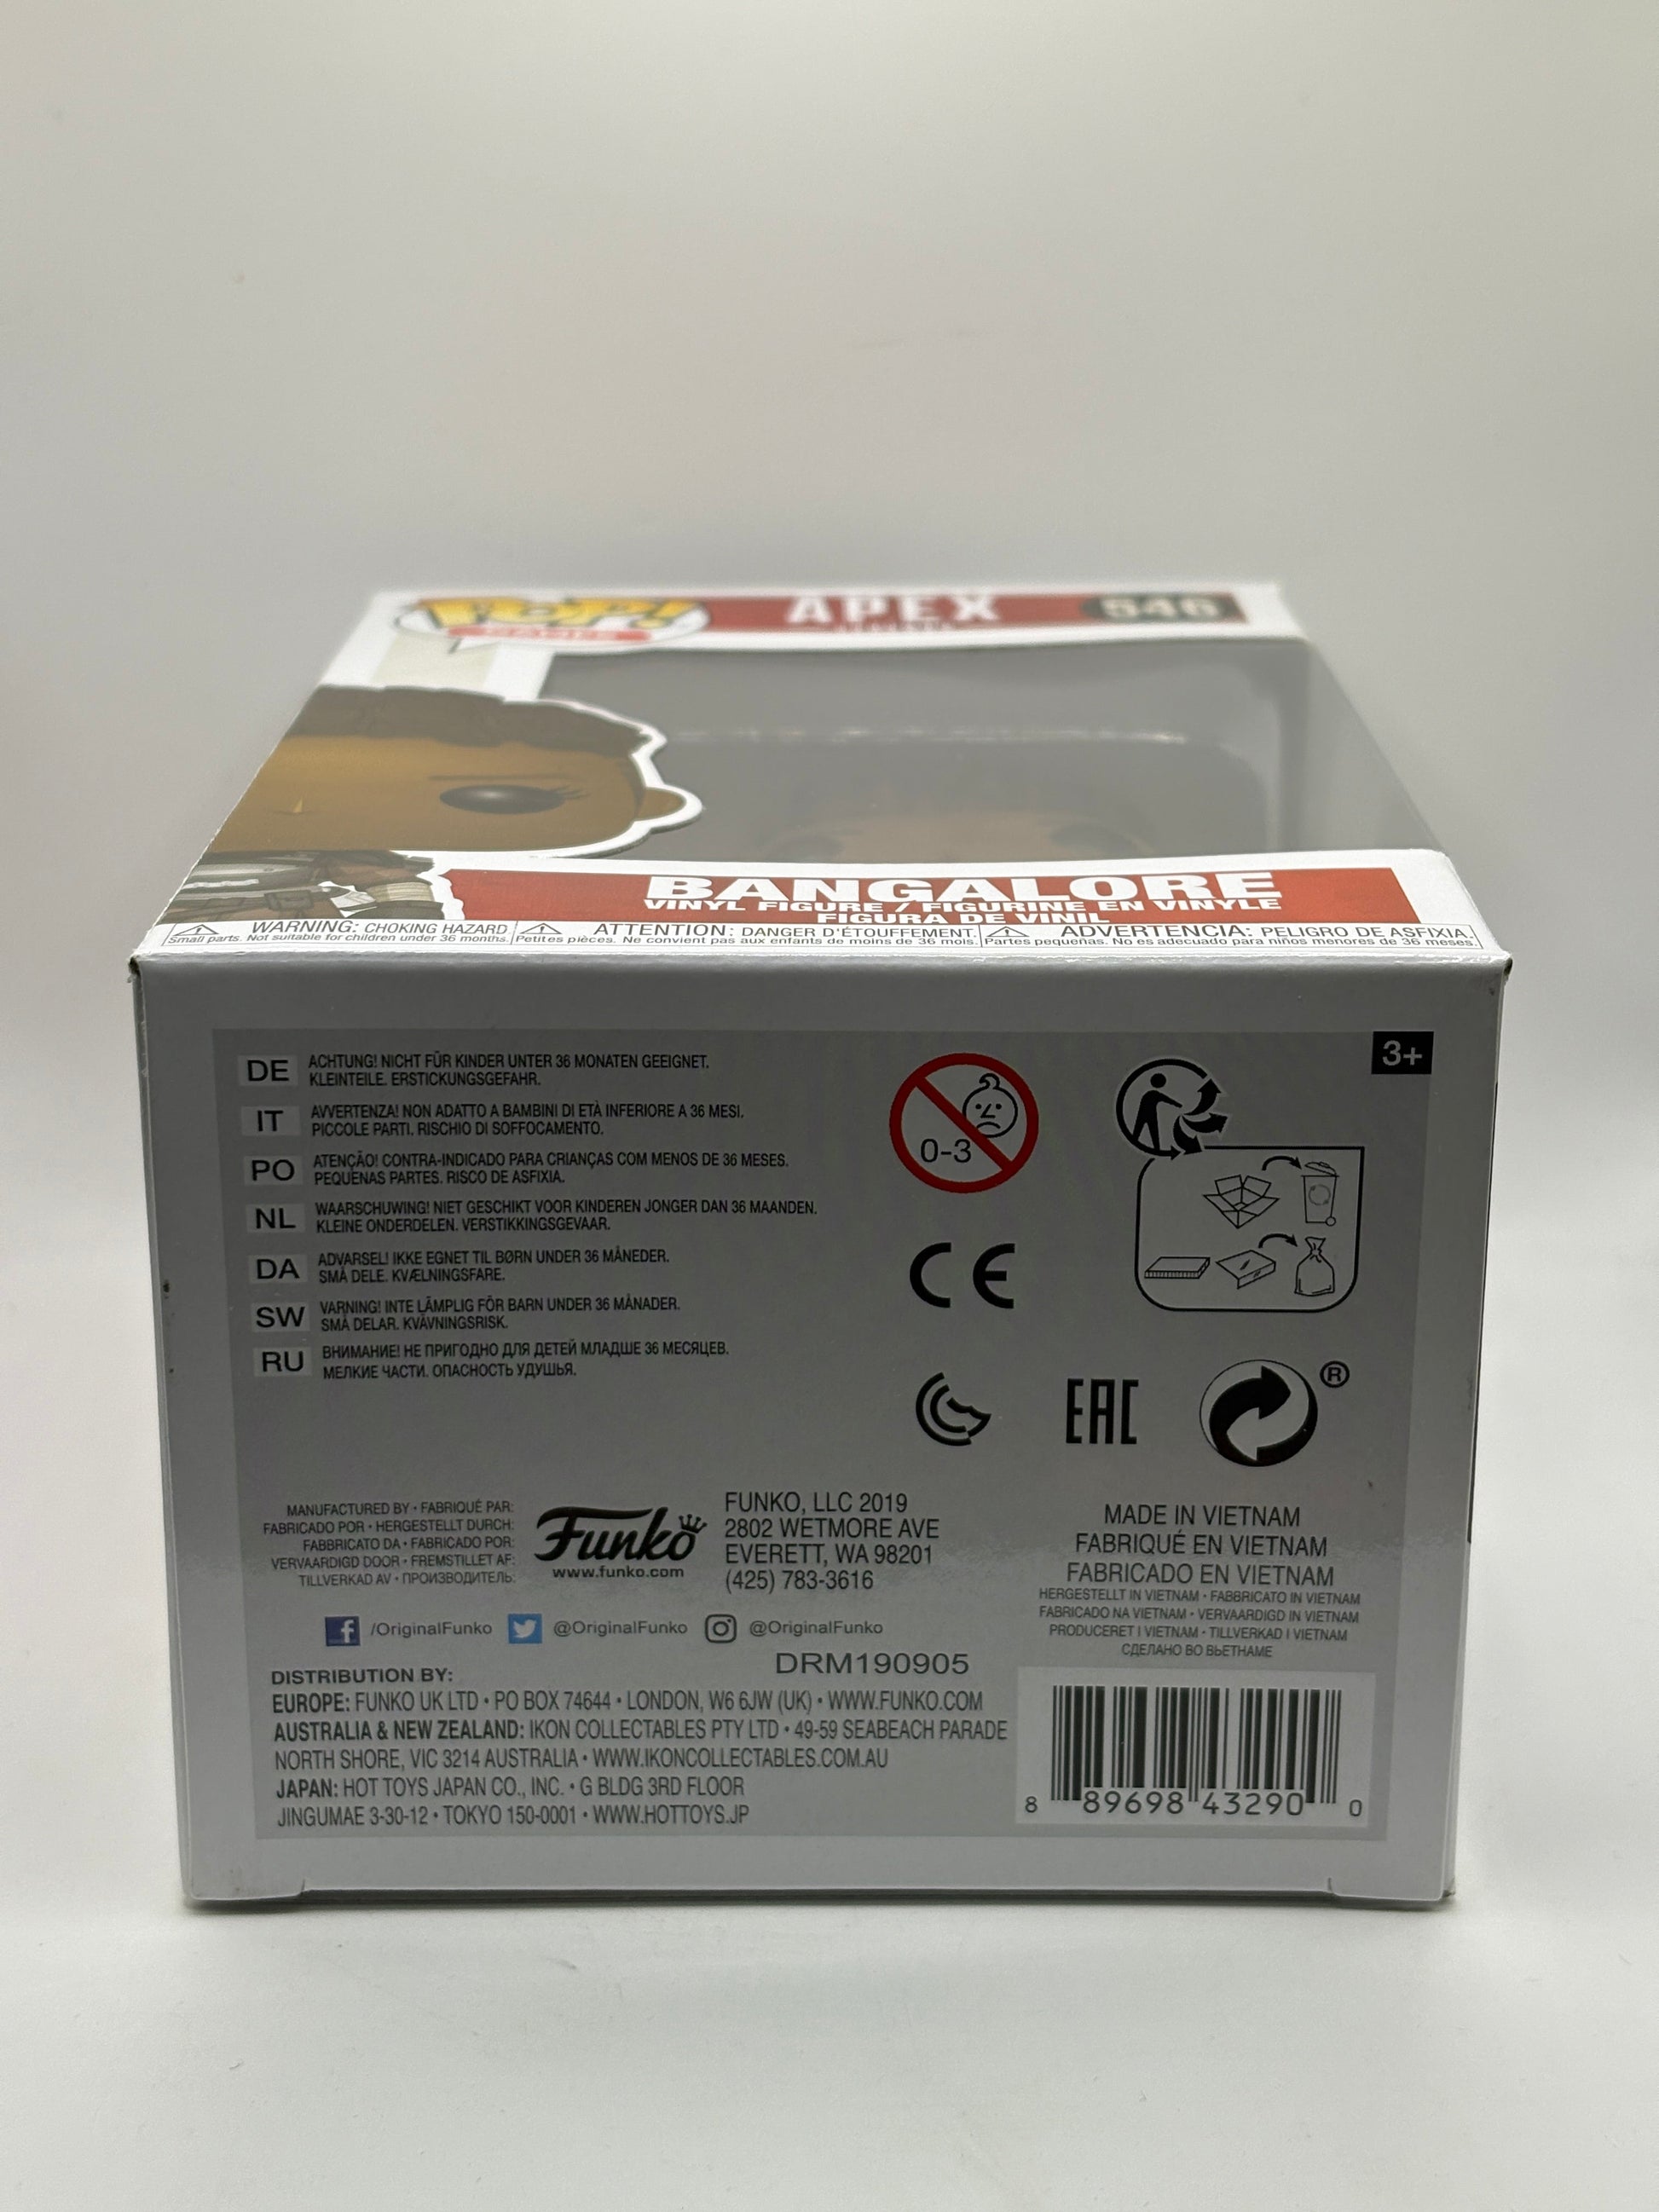 POP!
GAMES
APEX
LEGENDS
546
BANGALORE
VINYL FIGURE / FIGURINE EN VINYLE
FIGURA DE VINIL
WARNING: CHOKING HAZARD
Small parts. Not suitable for children under 36 months.
ATTENTION: DANGER D'ÉTOUFFEMENT.
Petites pièces. Ne convient pas aux enfants de moins de 36 mois.
ADVERTENCIA: PELIGRO DE ASFIXIA.
Partes pequeñas. No es adecuado para niños menores de 36 meses.
3+
DE ACHTUNG! NICHT FÜR KINDER UNTER 36 MONATEN GEEIGNET.
KLEINTEILE. ERSTICKUNGSGEFAHR.
IT AVVERTENZA! NON ADATTO A BAMBINI DI ETÀ INFERIORE A 36 MESI.
PICCOLE PARTI. RISCHIO DI SOFFOCAMENTO.
PO ATENÇÃO! CONTRA-INDICADO PARA CRIANÇAS COM MENOS DE 36 MESES.
PEQUENAS PARTES. RISCO DE ASFIXIA.
NL WAARSCHUWING! NIET GESCHIKT VOOR KINDEREN JONGER DAN 36 MAANDEN.
KLEINE ONDERDELEN. VERSTIKKINGSGEVAAR.
DA ADVARSEL! IKKE EGNET TIL BØRN UNDER 36 MÅNEDER.
SMÅ DELE. KVÆLNINGSFARE.
SW VARNING! INTE LÄMPLIG FÖR BARN UNDER 36 MÅNADER.
SMÅ DELAR. KVÄVNINGSRISK.
RU ВНИМАНИЕ! НЕ ПРИГОДНО ДЛЯ ДЕТЕЙ МЛАДШЕ 36 МЕСЯЦЕВ.
МЕЛКИЕ ЧАСТИ. ОПАСНОСТЬ УДУШЬЯ.
0-3
CE
EAC
®
MANUFACTURED BY • FABRIQUÉ PAR:
FABRICADO POR • HERGESTELLT DURCH:
FABBRICATO DA • FABRICADO POR:
VERVAARDIGD DOOR • FREMSTILLET AF:
TILLVERKAD AV • ПРОИЗВОДИТЕЛЬ:
Funko
www.funko.com
FUNKO, LLC 2019
2802 WETMORE AVE
EVERETT, WA 98201
(425) 783-3616
MADE IN VIETNAM
FABRIQUÉ EN VIETNAM
FABRICADO EN VIETNAM
HERGESTELLT IN VIETNAM • FABBRICATO IN VIETNAM
FABRICADO NA VIETNAM • VERVAARDIGD IN VIETNAM
PRODUCERET I VIETNAM • TILLVERKAD I VIETNAM
СДЕЛАНО ВО ВЬЕТНАМЕ
/OriginalFunko @OriginalFunko @OriginalFunko
DRM190905
DISTRIBUTION BY:
EUROPE: FUNKO UK LTD • PO BOX 74644 • LONDON, W6 6JW (UK) • WWW.FUNKO.COM
AUSTRALIA & NEW ZEALAND: IKON COLLECTABLES PTY LTD • 49-59 SEABEACH PARADE
NORTH SHORE, VIC 3214 AUSTRALIA • WWW.IKONCOLLECTABLES.COM.AU
JAPAN: HOT TOYS JAPAN CO., INC. • G BLDG 3RD FLOOR
JINGUMAE 3-30-12 • TOKYO 150-0001 • WWW.HOTTOYS.JP
8 89698 43290 0